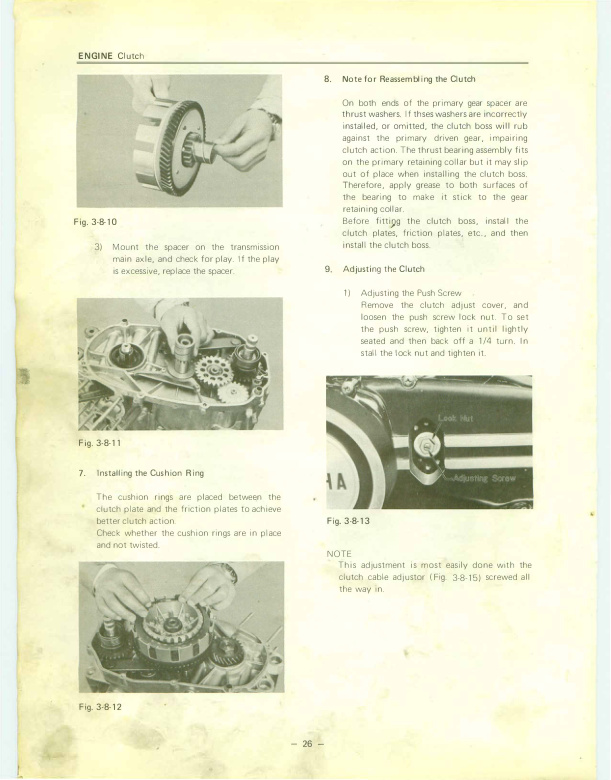 ENGINE Clutch
Fig. 3-8-10
3) Mount the spacer on the transmission
main axle, and check for play. If the play
is excessive, replace the spacer.
Fig. 3-8-11
7. Installing the Cushion Ring
The cushion rings are placed between the
clutch plate and the friction plates to achieve
better clutch action.
Check whether the cushion rings are in place
and not twisted.
Fig. 3-8-12
8. Note for Reassembling the Clutch
On both ends of the primary gear spacer are
thrust washers. If thses washers are incorrectly
installed, or omitted, the clutch boss will rub
against the primary driven gear, impairing
clutch action. The thrust bearing assembly fits
on the primary retaining collar but it may slip
out of place when installing the clutch boss.
Therefore, apply grease to both surfaces of
the bearing to make it stick to the gear
retaining collar.
Before fitting the clutch boss, install the
clutch plates, friction plates, etc., and then
install the clutch boss.
9. Adjusting the Clutch
1) Adjusting the Push Screw
Remove the clutch adjust cover, and
loosen the push screw lock nut. To set
the push screw, tighten it until lightly
seated and then back off a 1/4 turn. In
stall the lock nut and tighten it.
Lock Nut
HA
Adjusting Screw
Fig. 3-8-13
NOTE
This adjustment is most easily done with the
clutch cable adjustor (Fig. 3-8-15) screwed all
the way in.
– 26 –